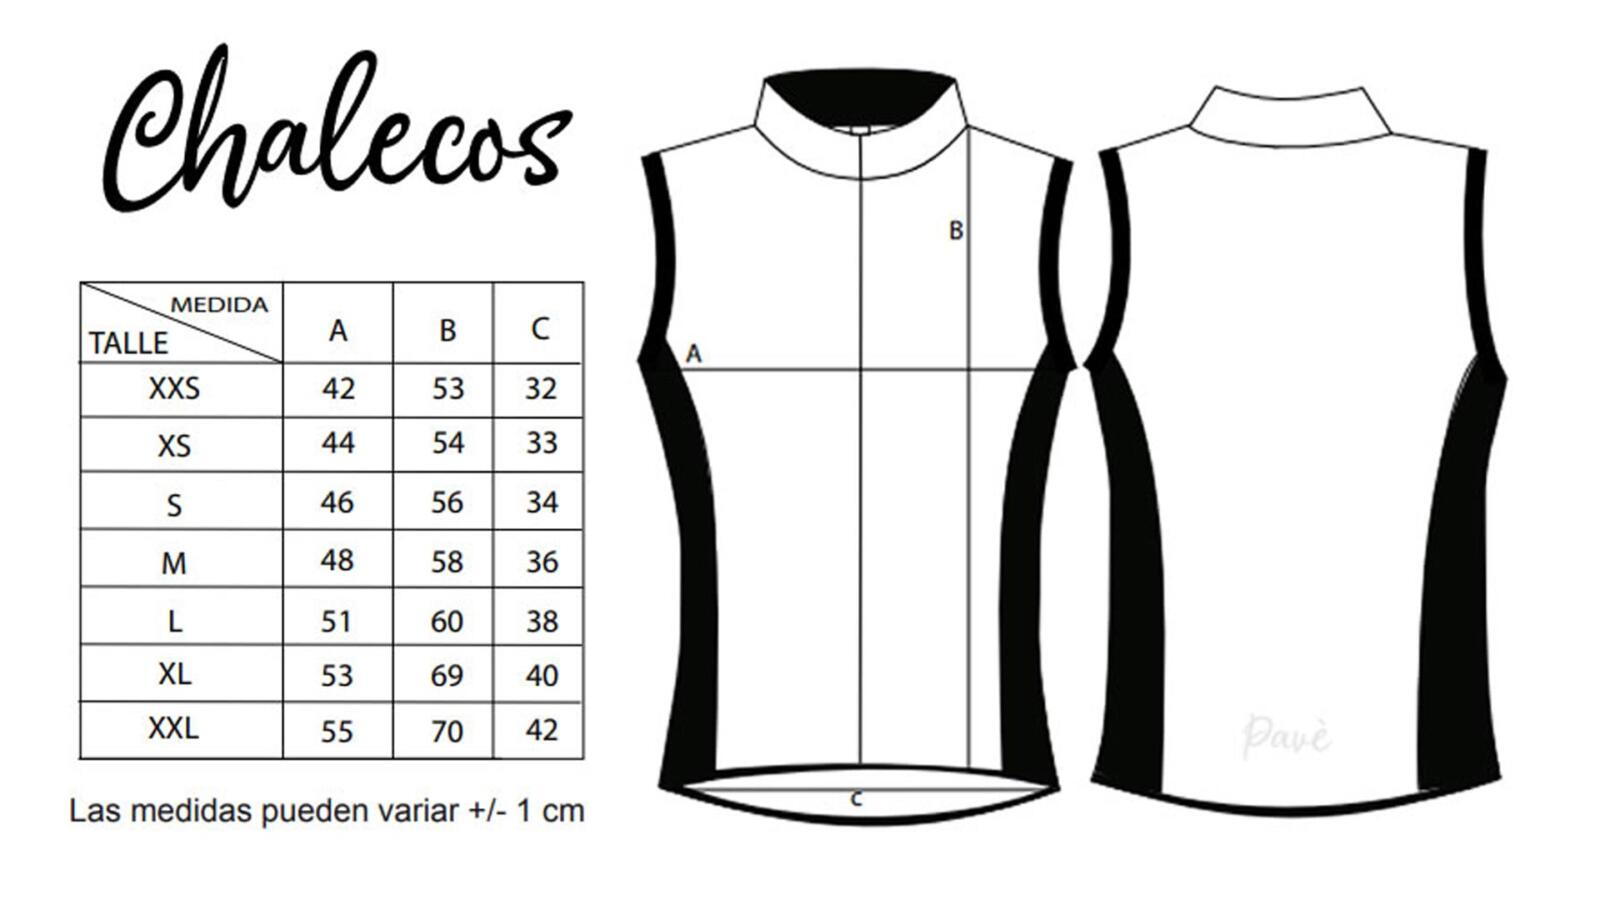 Chalecos
MEDIDA
TALLE A B C
XXS 42 53 32
XS 44 54 33
S 46 56 34
M 48 58 36
L 51 60 38
XL 53 69 40
XXL 55 70 42
Las medidas pueden variar +/- 1 cm
B
A
C
Pavè